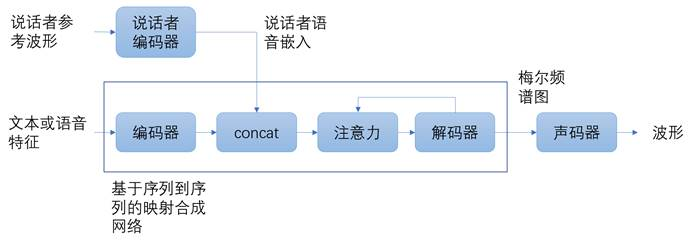 说话者参
考波形
说话者
编码器
说话者语
音嵌入
梅尔频
谱图
文本或语音
特征
编码器
concat
注意力
解码器
声码器
波形
基于序列到序
列的映射合成
网络